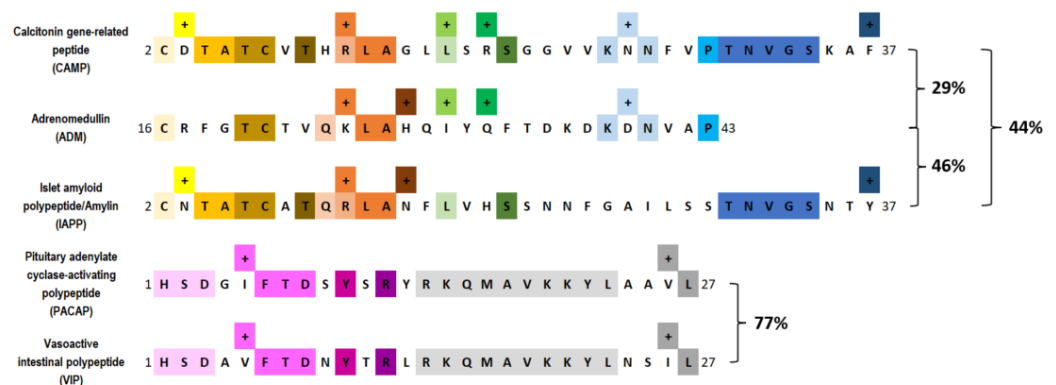 + + + + + +
Calcitonin gene-related
peptide
(CAMP)
2 C D T A T C V T H R L A G L L S R S G G V V K N N F V P T N V G S K A F 37
29%
+ + + + +
Adrenomedullin
(ADM)
16 C R F G T C T V Q K L A H Q I Y Q F T D K D K D N V A P 43
44%
46%
+ + + +
Islet amyloid
polypeptide/Amylin
(IAPP)
2 C N T A T C A T Q R L A N F L V H S S N N F G A I L S S T N V G S N T Y 37
+ +
Pituitary adenylate
cyclase-activating
polypeptide
(PACAP)
1 H S D G I F T D S Y S R Y R K Q M A V K K Y L A A V L 27
77%
+ +
Vasoactive
intestinal polypeptide
(VIP)
1 H S D A V F T D N Y T R L R K Q M A V K K Y L N S I L 27